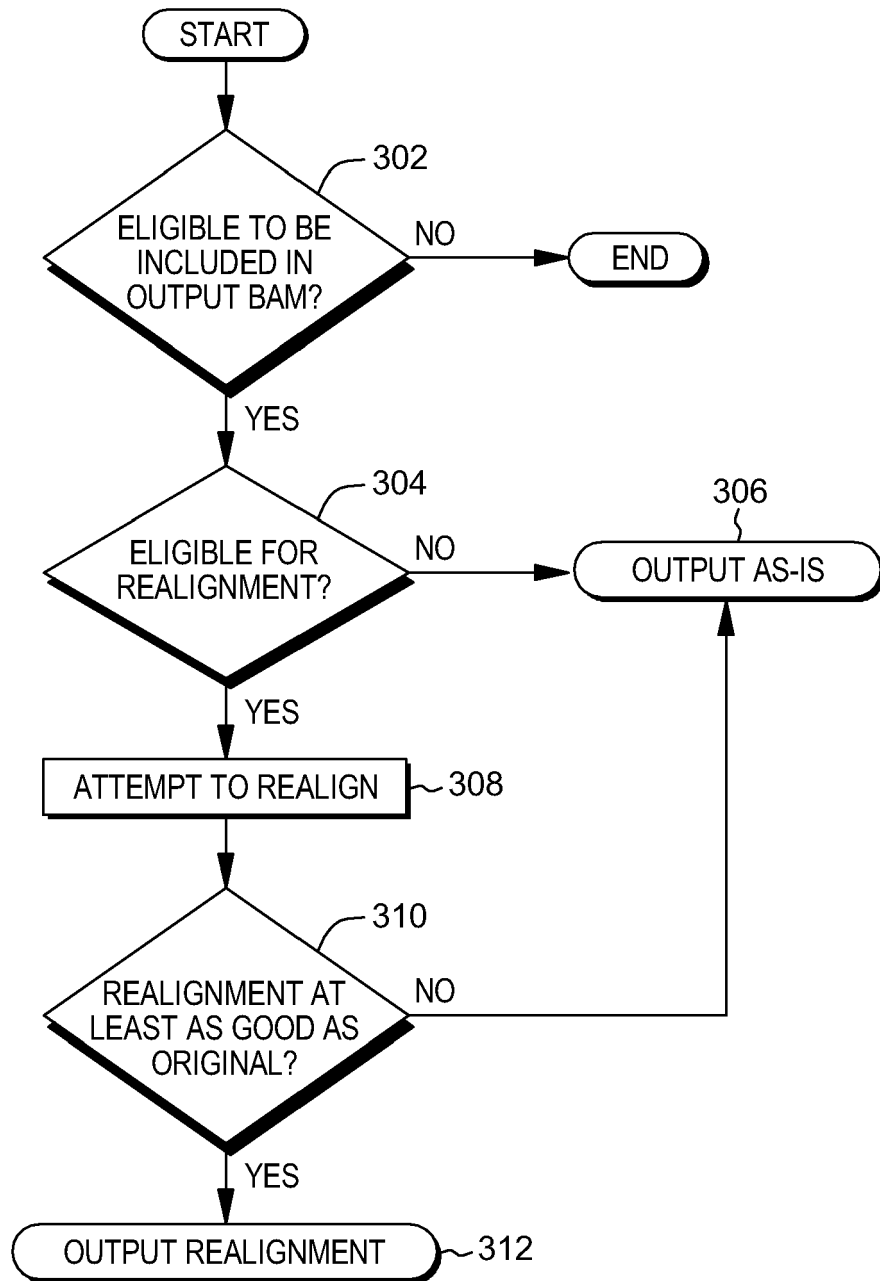 START
302
ELIGIBLE TO BE
INCLUDED IN
OUTPUT BAM?
NO
END
YES
304
ELIGIBLE FOR
REALIGNMENT?
NO
306
OUTPUT AS-IS
YES
ATTEMPT TO REALIGN
308
310
REALIGNMENT AT
LEAST AS GOOD AS
ORIGINAL?
NO
YES
OUTPUT REALIGNMENT
312